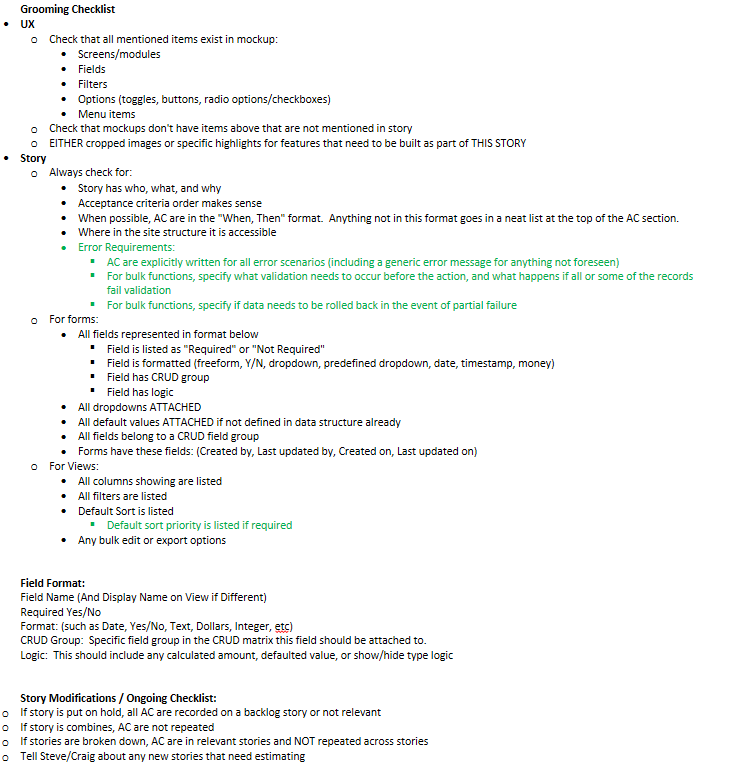 Grooming Checklist
UX
Check that all mentioned items exist in mockup:
Screens/modules
Fields
Filters
Options (toggles, buttons, radio options/checkboxes)
Menu items
Check that mockups don't have items above that are not mentioned in story
EITHER cropped images or specific highlights for features that need to be built as part of THIS STORY
Story
Always check for:
Story has who, what, and why
Acceptance criteria order makes sense
When possible, AC are in the "When, Then" format.  Anything not in this format goes in a neat list at the top of the AC section.
Where in the site structure it is accessible
Error Requirements:
AC are explicitly written for all error scenarios (including a generic error message for anything not foreseen)
For bulk functions, specify what validation needs to occur before the action, and what happens if all or some of the records
fail validation
For bulk functions, specify if data needs to be rolled back in the event of partial failure
For forms:
All fields represented in format below
Field is listed as "Required" or "Not Required"
Field is formatted (freeform, Y/N, dropdown, predefined dropdown, date, timestamp, money)
Field has CRUD group
Field has logic
All dropdowns ATTACHED
All default values ATTACHED if not defined in data structure already
All fields belong to a CRUD field group
Forms have these fields: (Created by, Last updated by, Created on, Last updated on)
For Views:
All columns showing are listed
All filters are listed
Default Sort is listed
Default sort priority is listed if required
Any bulk edit or export options
Field Format:
Field Name (And Display Name on View if Different)
Required Yes/No
Format: (such as Date, Yes/No, Text, Dollars, Integer, etc)
CRUD Group:  Specific field group in the CRUD matrix this field should be attached to.
Logic:  This should include any calculated amount, defaulted value, or show/hide type logic
Story Modifications / Ongoing Checklist:
If story is put on hold, all AC are recorded on a backlog story or not relevant
If story is combines, AC are not repeated
If stories are broken down, AC are in relevant stories and NOT repeated across stories
Tell Steve/Craig about any new stories that need estimating